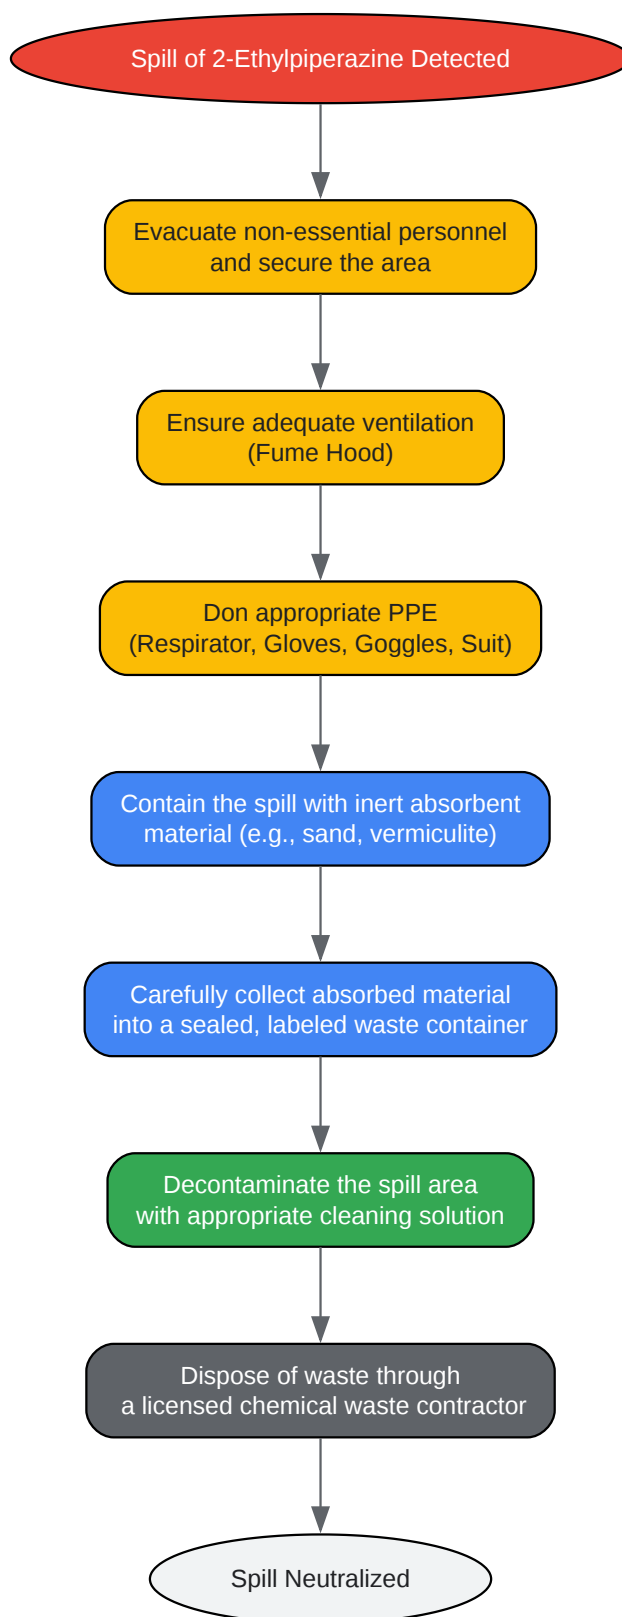 Spill of 2-Ethylpiperazine Detected
Evacuate non-essential personnel
and secure the area
Ensure adequate ventilation
(Fume Hood)
Don appropriate PPE
(Respirator, Gloves, Goggles, Suit)
Contain the spill with inert absorbent
material (e.g., sand, vermiculite)
Carefully collect absorbed material
into a sealed, labeled waste container
Decontaminate the spill area
with appropriate cleaning solution
Dispose of waste through
a licensed chemical waste contractor
Spill Neutralized